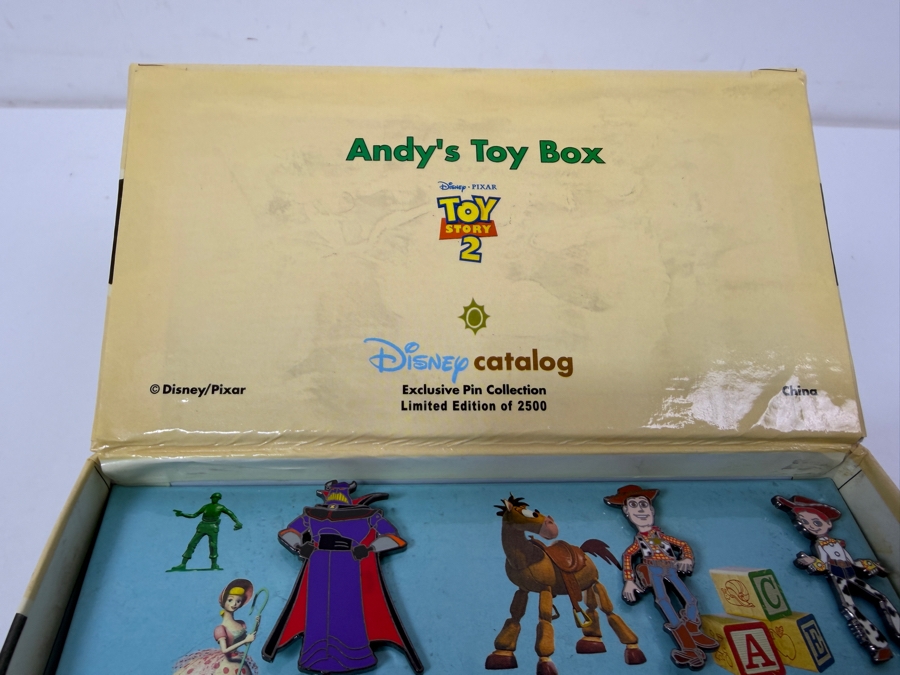 Andy's Toy Box
Disney · PIXAR
TOY
STORY
2
Disney catalog
Exclusive Pin Collection
Limited Edition of 2500
© Disney/Pixar
China
C
A
E